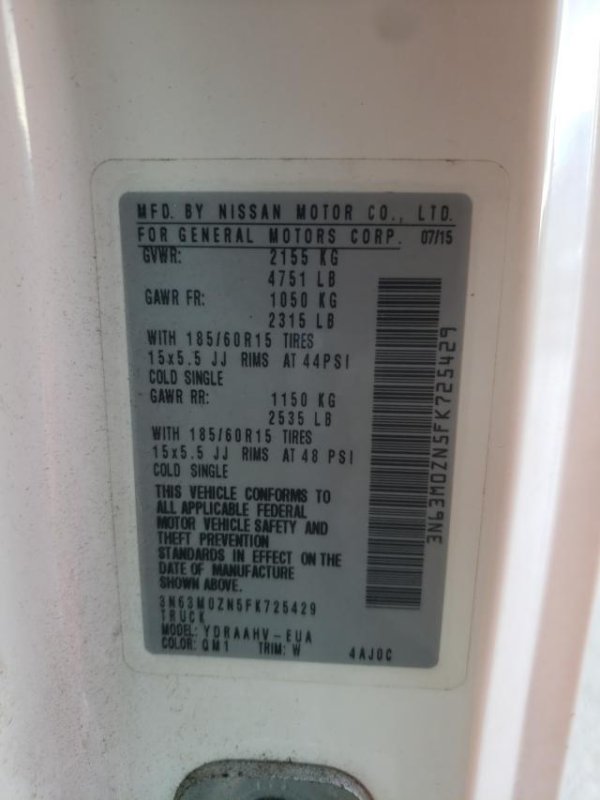 MFD. BY NISSAN MOTOR CO., LTD.
FOR GENERAL MOTORS CORP. 07/15
GVWR: 2155 KG
4751 LB
GAWR FR: 1050 KG
2315 LB
WITH 185/60R15 TIRES
15x5.5 JJ RIMS AT 44PSI
COLD SINGLE
GAWR RR: 1150 KG
2535 LB
WITH 185/60R15 TIRES
15x5.5 JJ RIMS AT 48 PSI
COLD SINGLE
THIS VEHICLE CONFORMS TO
ALL APPLICABLE FEDERAL
MOTOR VEHICLE SAFETY AND
THEFT PREVENTION
STANDARDS IN EFFECT ON THE
DATE OF MANUFACTURE
SHOWN ABOVE.
3N63M0ZN5FK725429
TRUCK
MODEL: YDRAAHV-EUA
COLOR: QM1 TRIM: W 4AJ0C
3N63M0ZN5FK725429